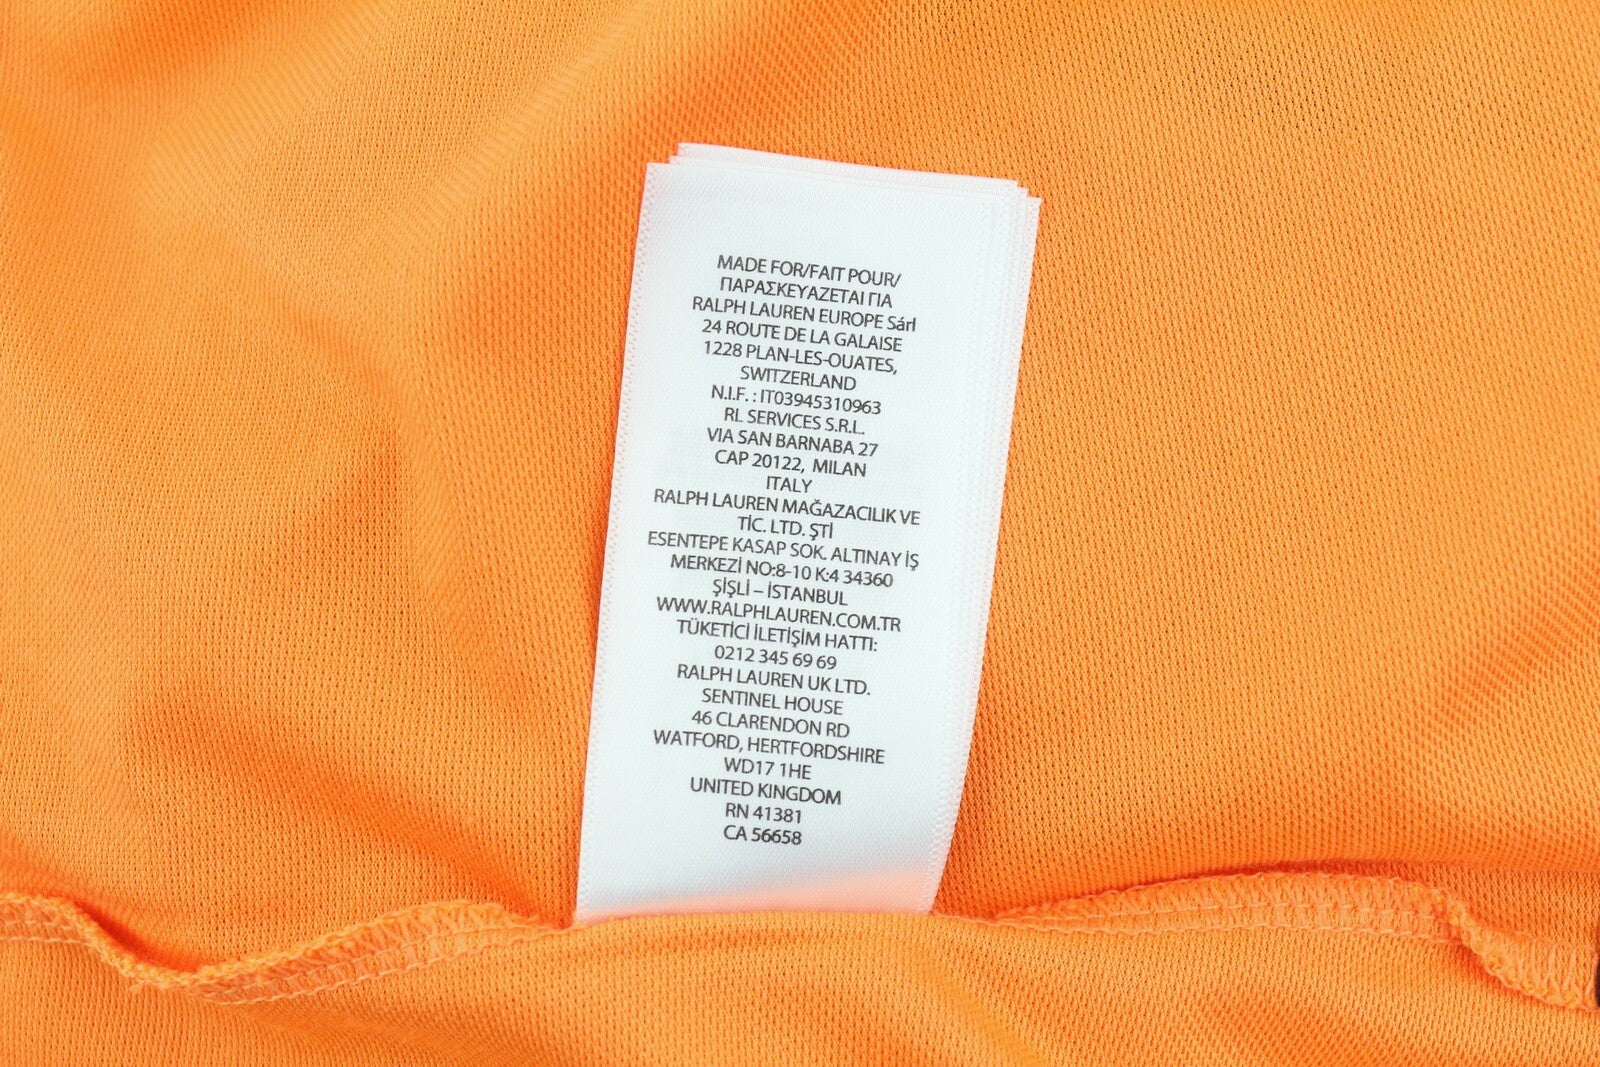 MADE FOR/FAIT POUR/
ΠΑΡΑΣΚΕΥΑΖΕΤΑΙ ΓΙΑ
RALPH LAUREN EUROPE Sárl
24 ROUTE DE LA GALAISE
1228 PLAN-LES-OUATES,
SWITZERLAND
N.I.F. : IT03945310963
RL SERVICES S.R.L.
VIA SAN BARNABA 27
CAP 20122, MILAN
ITALY
RALPH LAUREN MAĞAZACILIK VE
TİC. LTD. ŞTİ
ESENTEPE KASAP SOK. ALTINAY İŞ
MERKEZİ NO:8-10 K:4 34360
ŞİŞLİ – İSTANBUL
WWW.RALPHLAUREN.COM.TR
TÜKETİCİ İLETİŞİM HATTI:
0212 345 69 69
RALPH LAUREN UK LTD.
SENTINEL HOUSE
46 CLARENDON RD
WATFORD, HERTFORDSHIRE
WD17 1HE
UNITED KINGDOM
RN 41381
CA 56658